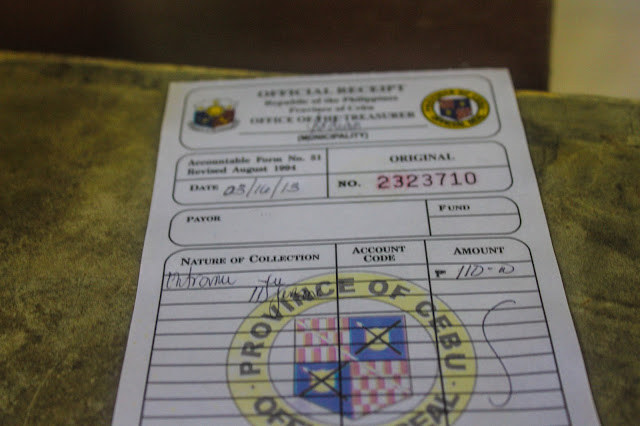 OFFICIAL RECEIPT
Republic of the Philippines
Province of Cebu
OFFICE OF THE TREASURER
(MUNICIPALITY)
Accountable Form No. 51
Revised August 1994
ORIGINAL
DATE 03/16/13
NO. 2323710
PAYOR
FUND
NATURE OF COLLECTION
ACCOUNT CODE
AMOUNT
₱ 110-
PROVINCE OF CEBU